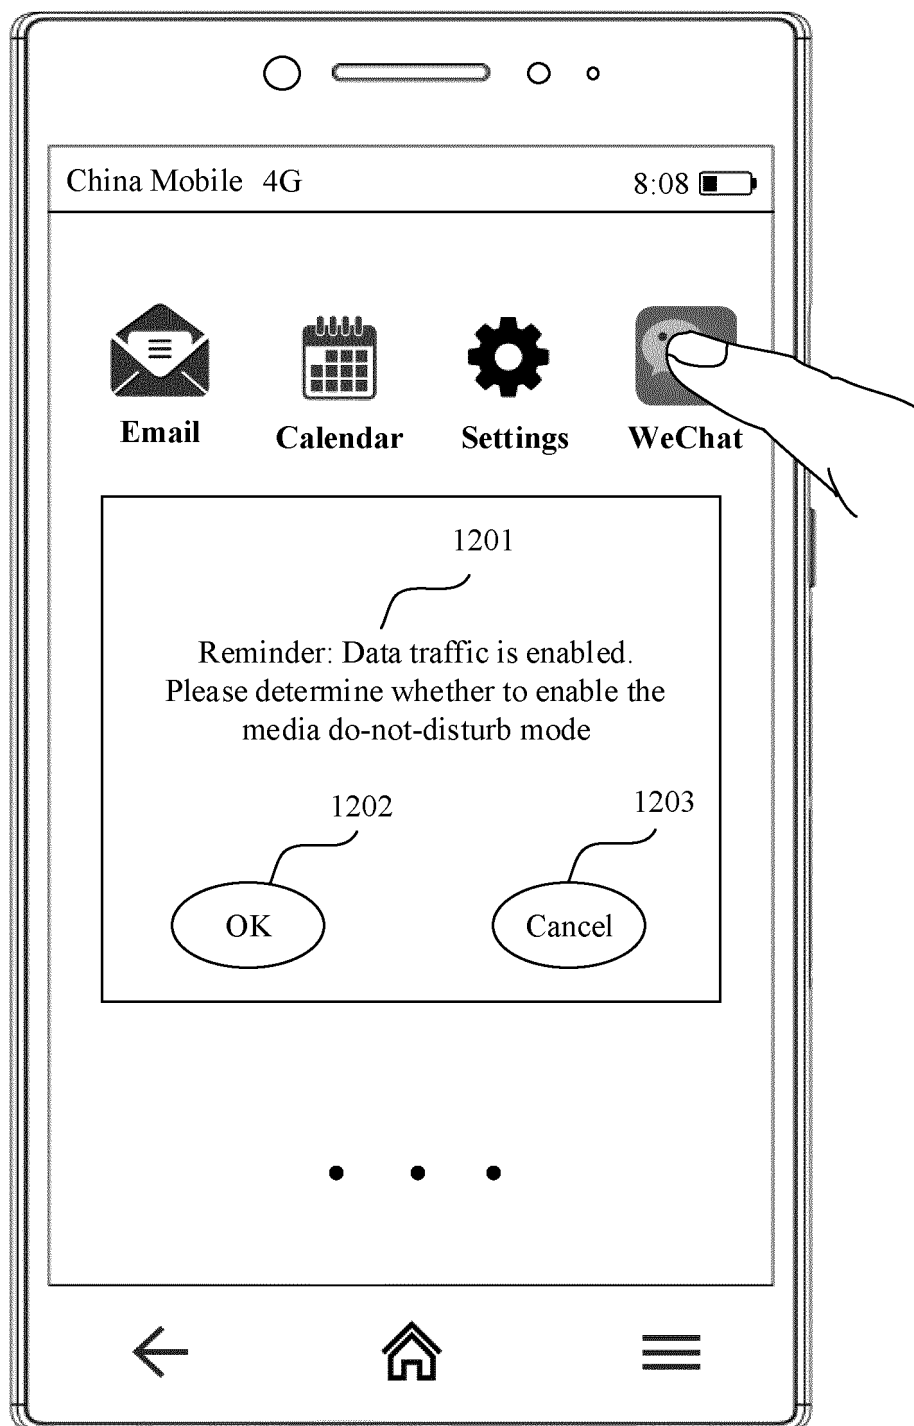 China Mobile 4G 8:08
Email Calendar Settings WeChat
1201
Reminder: Data traffic is enabled.
Please determine whether to enable the
media do-not-disturb mode
1202 1203
OK Cancel